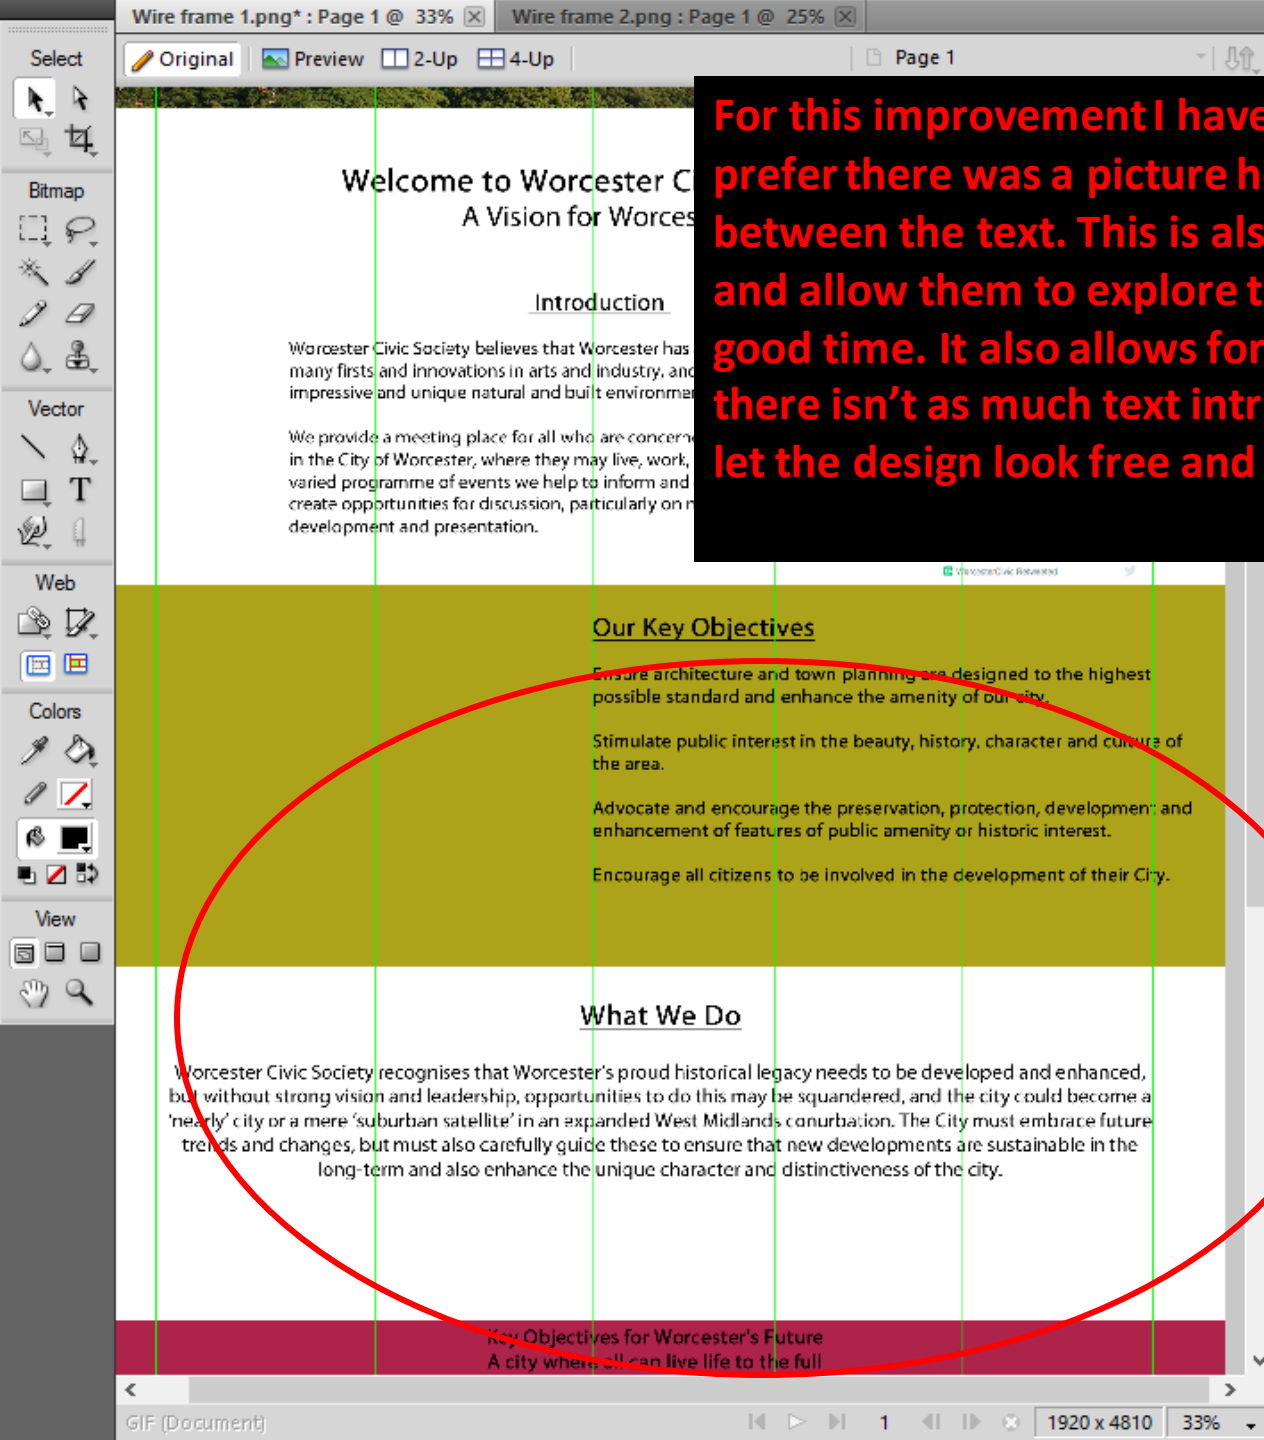 Wire frame 1.png* : Page 1 @ 33%
Wire frame 2.png : Page 1 @ 25%
Select
Original
Preview
2-Up
4-Up
Page 1
For this improvement I have
prefer there was a picture h
between the text. This is als
and allow them to explore t
good time. It also allows for
there isn't as much text intr
let the design look free and
Welcome to Worcester Ci
A Vision for Worces
Introduction
Worcester Civic Society believes that Worcester has
many firsts and innovations in arts and industry, and
impressive and unique natural and built environme
We provide a meeting place for all who are concern
in the City of Worcester, where they may live, work,
varied programme of events we help to inform and
create opportunities for discussion, particularly on
development and presentation.
WorcesterCivic Retweeted
Bitmap
Vector
T
Web
Colors
View
Our Key Objectives
Ensure architecture and town planning are designed to the highest
possible standard and enhance the amenity of our city.
Stimulate public interest in the beauty, history, character and culture of
the area.
Advocate and encourage the preservation, protection, development and
enhancement of features of public amenity or historic interest.
Encourage all citizens to be involved in the development of their City.
What We Do
Worcester Civic Society recognises that Worcester's proud historical legacy needs to be developed and enhanced,
but without strong vision and leadership, opportunities to do this may be squandered, and the city could become a
'nearly' city or a mere 'suburban satellite' in an expanded West Midlands conurbation. The City must embrace future
trends and changes, but must also carefully guide these to ensure that new developments are sustainable in the
long-term and also enhance the unique character and distinctiveness of the city.
Key Objectives for Worcester's Future
A city where all can live life to the full
GIF (Document)
1
1920 x 4810
33%